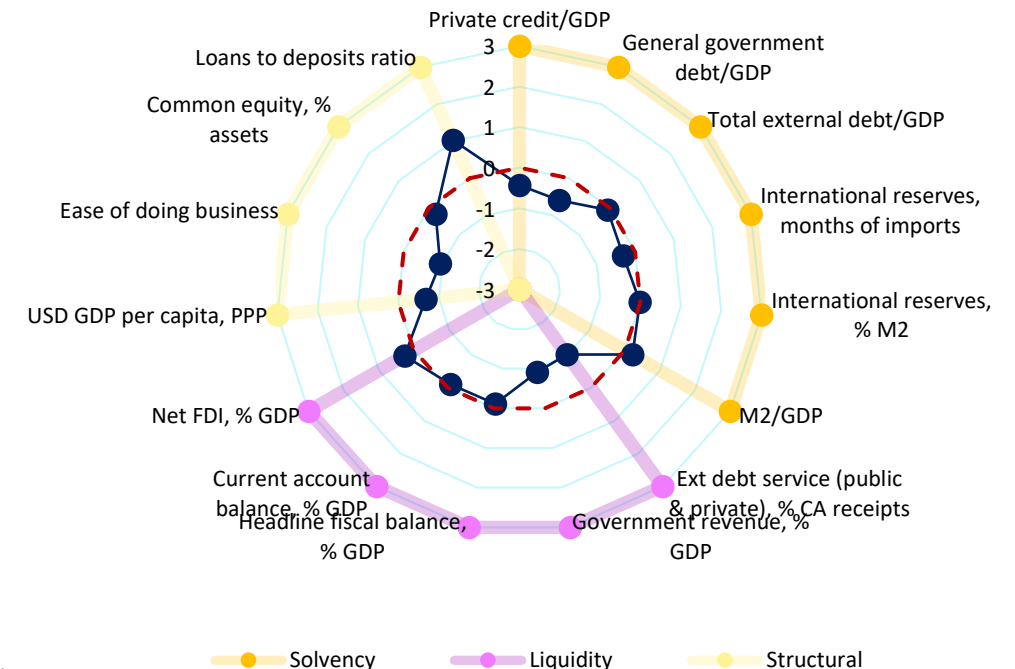 Private credit/GDP
3
2
1
0
-1
-2
-3
General government
debt/GDP
Total external debt/GDP
International reserves,
months of imports
International reserves,
% M2
M2/GDP
Ext debt service (public
& private), % CA receipts
Government revenue, %
GDP
Headline fiscal balance,
% GDP
Current account
balance, % GDP
Net FDI, % GDP
USD GDP per capita, PPP
Ease of doing business
Common equity, %
assets
Loans to deposits ratio
Solvency
Liquidity
Structural